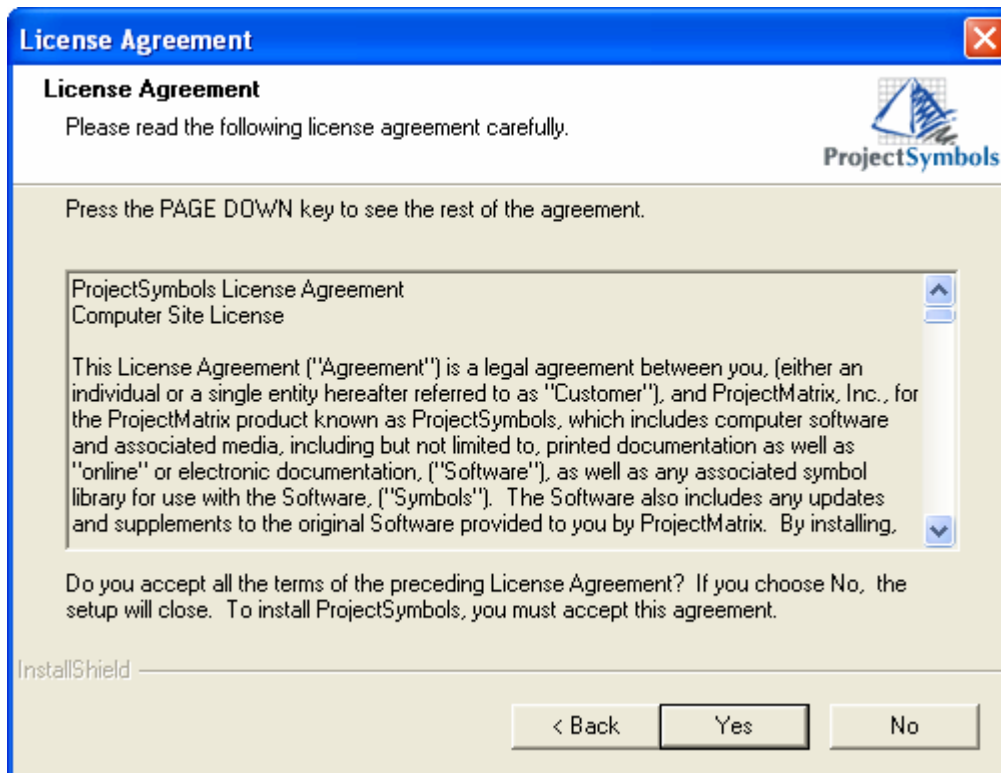 License Agreement
License Agreement
Please read the following license agreement carefully.
ProjectSymbols
Press the PAGE DOWN key to see the rest of the agreement.
ProjectSymbols License Agreement
Computer Site License
This License Agreement ("Agreement") is a legal agreement between you, (either an
individual or a single entity hereafter referred to as "Customer"), and ProjectMatrix, Inc., for
the ProjectMatrix product known as ProjectSymbols, which includes computer software
and associated media, including but not limited to, printed documentation as well as
"online" or electronic documentation, ("Software"), as well as any associated symbol
library for use with the Software, ("Symbols").  The Software also includes any updates
and supplements to the original Software provided to you by ProjectMatrix.  By installing,
Do you accept all the terms of the preceding License Agreement?  If you choose No,  the
setup will close.  To install ProjectSymbols, you must accept this agreement.
InstallShield
< Back
Yes
No